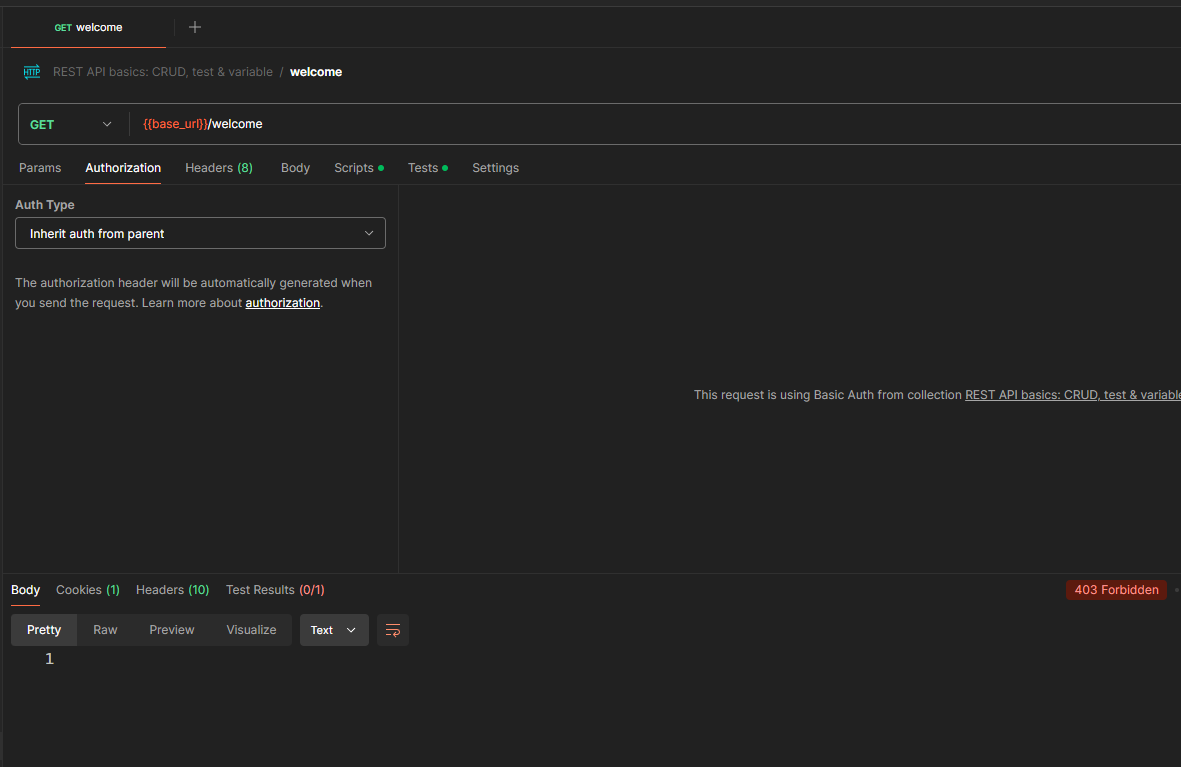 GET welcome
HTTP REST API basics: CRUD, test & variable / welcome
GET {{base_url}}/welcome
Params Authorization Headers (8) Body Scripts Tests Settings
Auth Type
Inherit auth from parent
The authorization header will be automatically generated when
you send the request. Learn more about authorization.
This request is using Basic Auth from collection REST API basics: CRUD, test & variable
Body Cookies (1) Headers (10) Test Results (0/1) 403 Forbidden
Pretty Raw Preview Visualize Text
1